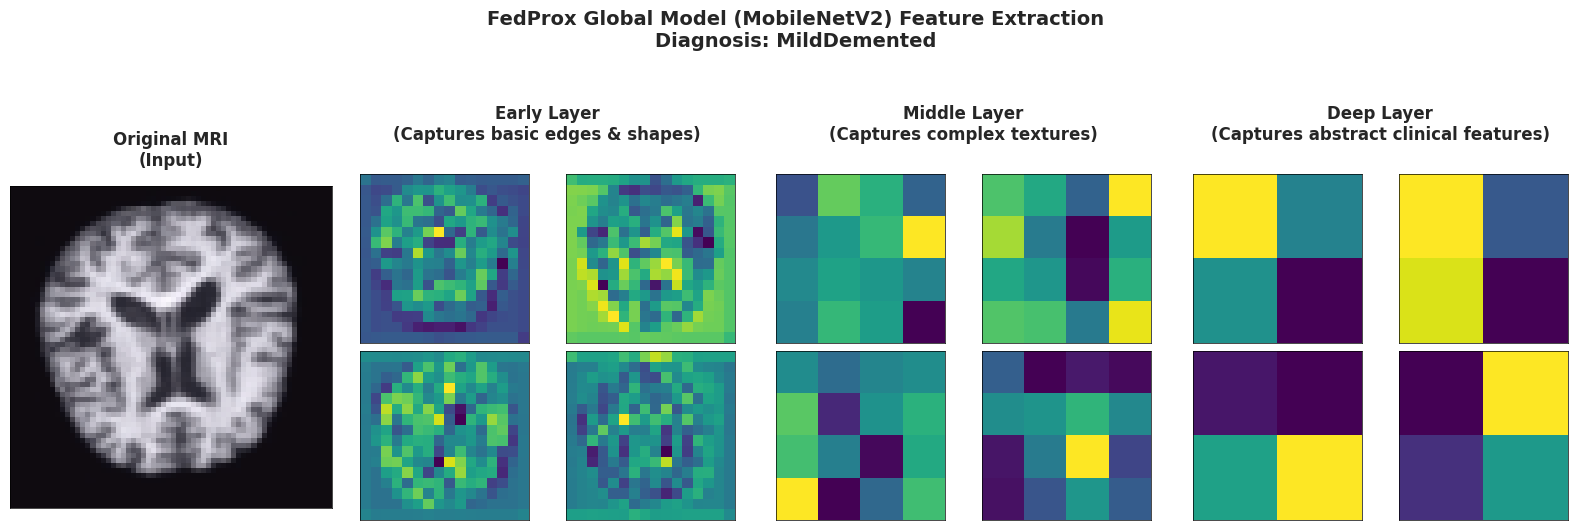 FedProx Global Model (MobileNetV2) Feature Extraction
Diagnosis: MildDemented
Original MRI
(Input)
Early Layer
(Captures basic edges & shapes)
Middle Layer
(Captures complex textures)
Deep Layer
(Captures abstract clinical features)